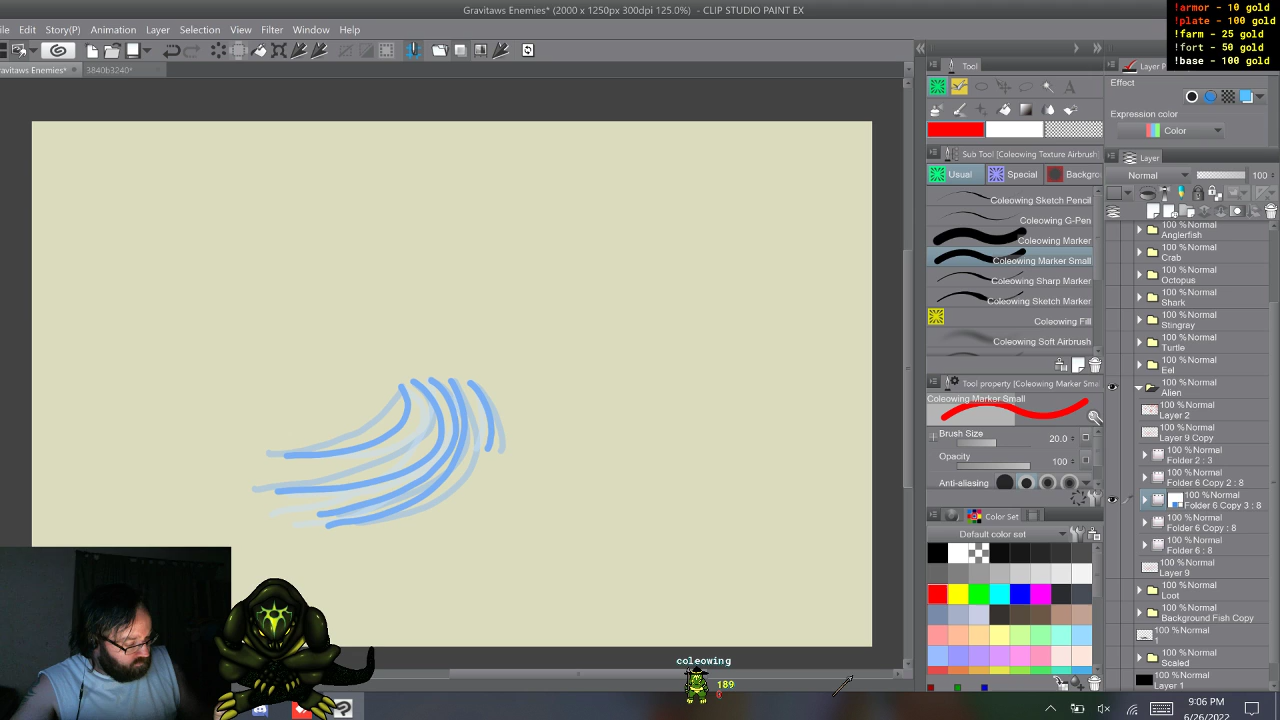 Gravitaws Enemies* (2000 x 1250px 300dpi 125.0%) - CLIP STUDIO PAINT EX
!armor - 10 gold
!plate - 100 gold
!farm - 25 gold
!fort - 50 gold
!base - 100 gold
ile Edit Story(P) Animation Layer Selection View Filter Window Help
ravitaws Enemies* 3840b3240*
Tool
Layer P
Effect
Expression color
Color
Sub Tool [Coleowing Texture Airbrush
Usual Special Backgro
Coleowing Sketch Pencil
Coleowing G-Pen
Coleowing Marker
Coleowing Marker Small
Coleowing Sharp Marker
Coleowing Sketch Marker
Coleowing Fill
Coleowing Soft Airbrush
Tool property [Coleowing Marker Sma
Coleowing Marker Small
Brush Size 20.0
Opacity 100
Anti-aliasing
Color Set
Default color set
Layer
Normal 100
100 %Normal
Anglerfish
100 %Normal
Crab
100 %Normal
Octopus
100 %Normal
Shark
100 %Normal
Stingray
100 %Normal
Turtle
100 %Normal
Eel
100 %Normal
Alien
100 %Normal
Layer 2
100 %Normal
Layer 9 Copy
100 %Normal
Folder 2 : 3
100 %Normal
Folder 6 Copy 2 : 8
100 %Normal
Folder 6 Copy 3 : 8
100 %Normal
Folder 6 Copy : 8
100 %Normal
Folder 6 : 8
100 %Normal
Layer 9
100 %Normal
Loot
100 %Normal
Background Fish Copy
100 %Normal
1
100 %Normal
Scaled
100 %Normal
Layer 1
coleowing
189
0
9:06 PM
6/26/2022